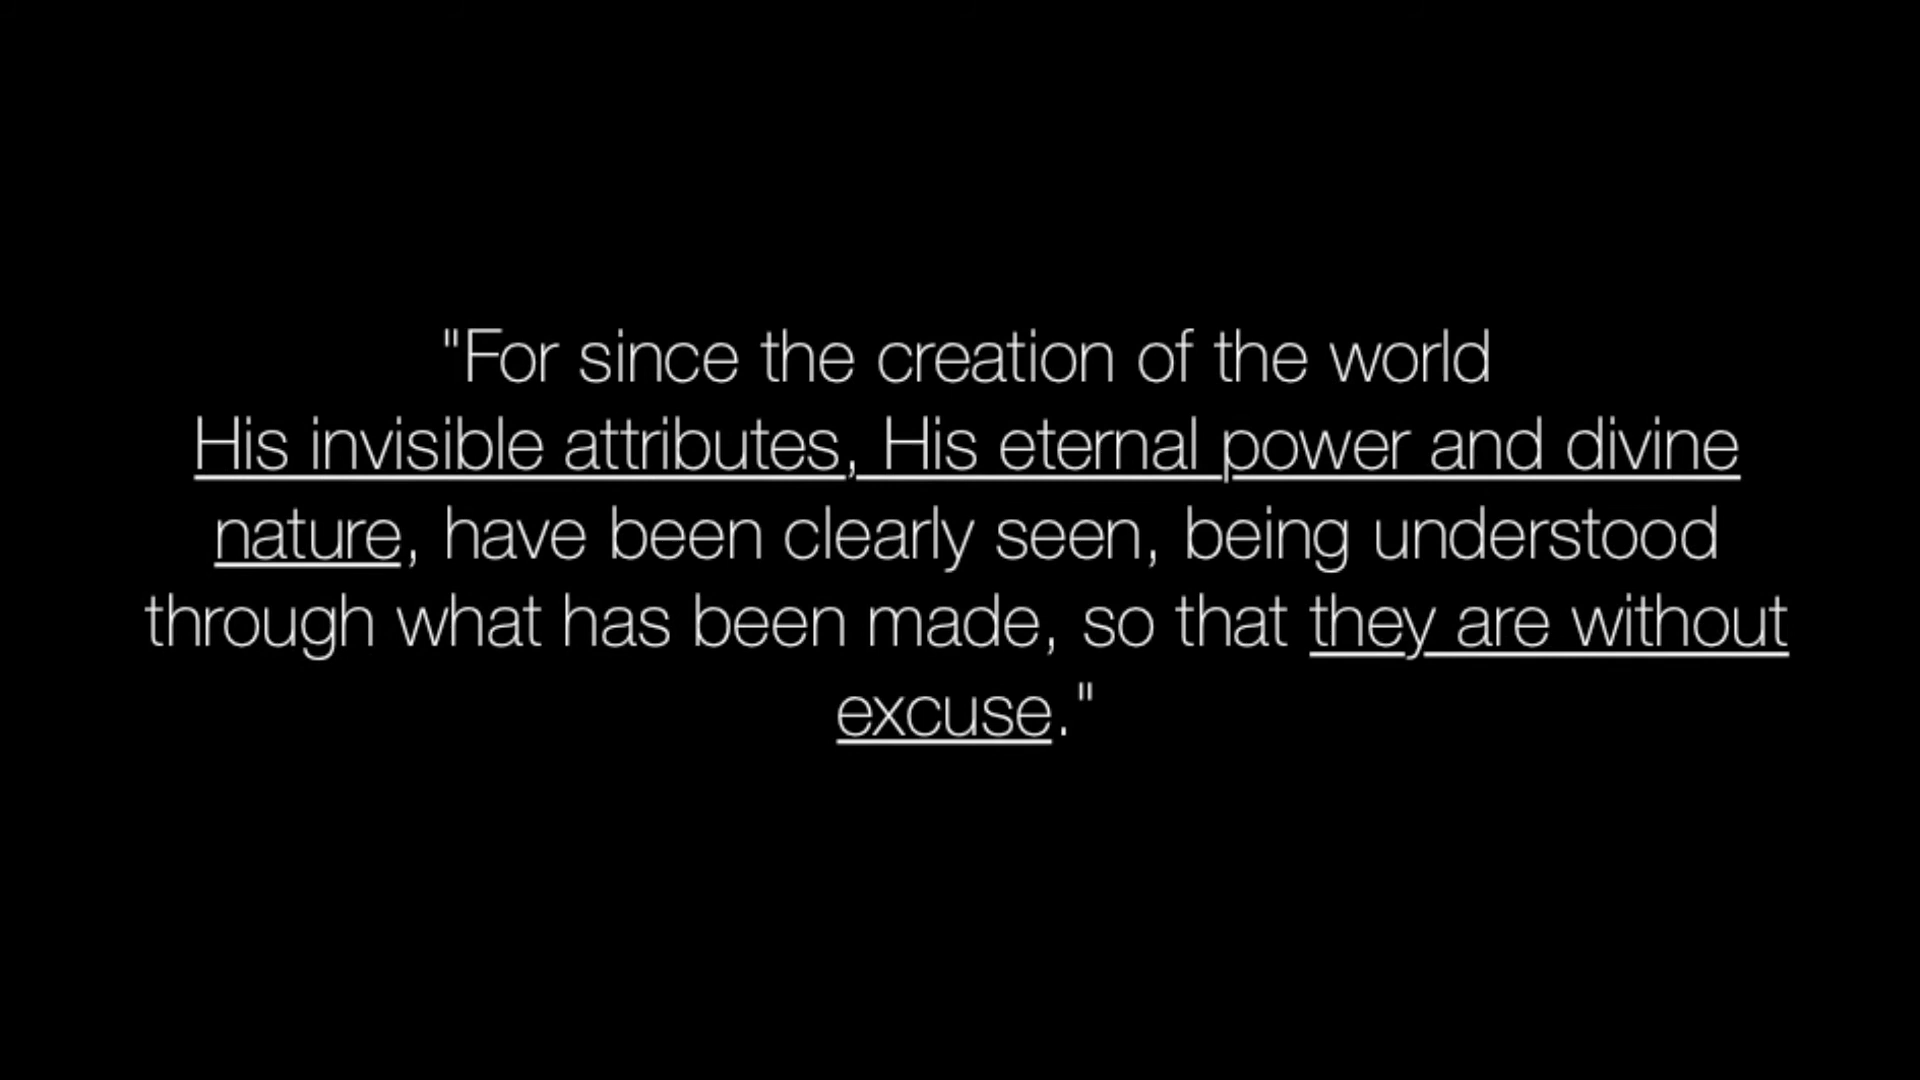 "For since the creation of the world
His invisible attributes, His eternal power and divine
nature, have been clearly seen, being understood
through what has been made, so that they are without
excuse."